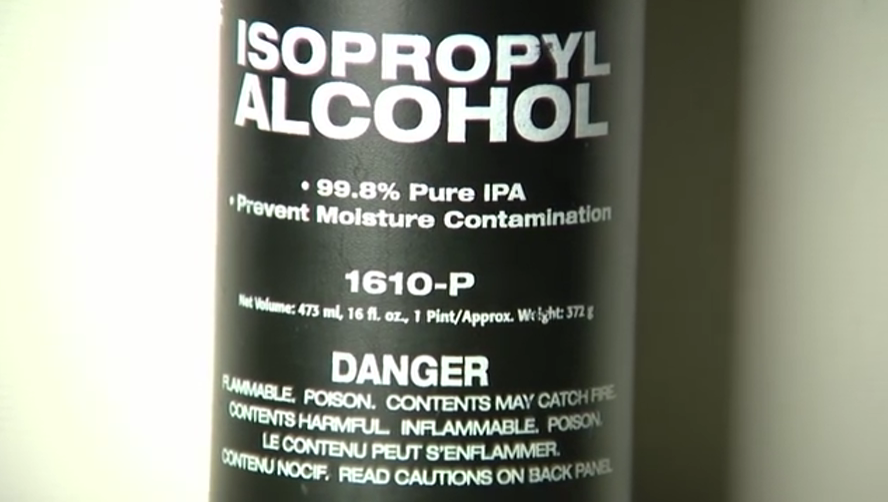 ISOPROPYL
ALCOHOL
• 99.8% Pure IPA
• Prevent Moisture Contamination
1610-P
Net Volume: 473 ml, 16 fl. oz., 1 Pint/Approx. Weight: 372 g
DANGER
FLAMMABLE. POISON. CONTENTS MAY CATCH FIRE.
CONTENTS HARMFUL. INFLAMMABLE. POISON.
LE CONTENU PEUT S'ENFLAMMER.
CONTENU NOCIF. READ CAUTIONS ON BACK PANEL